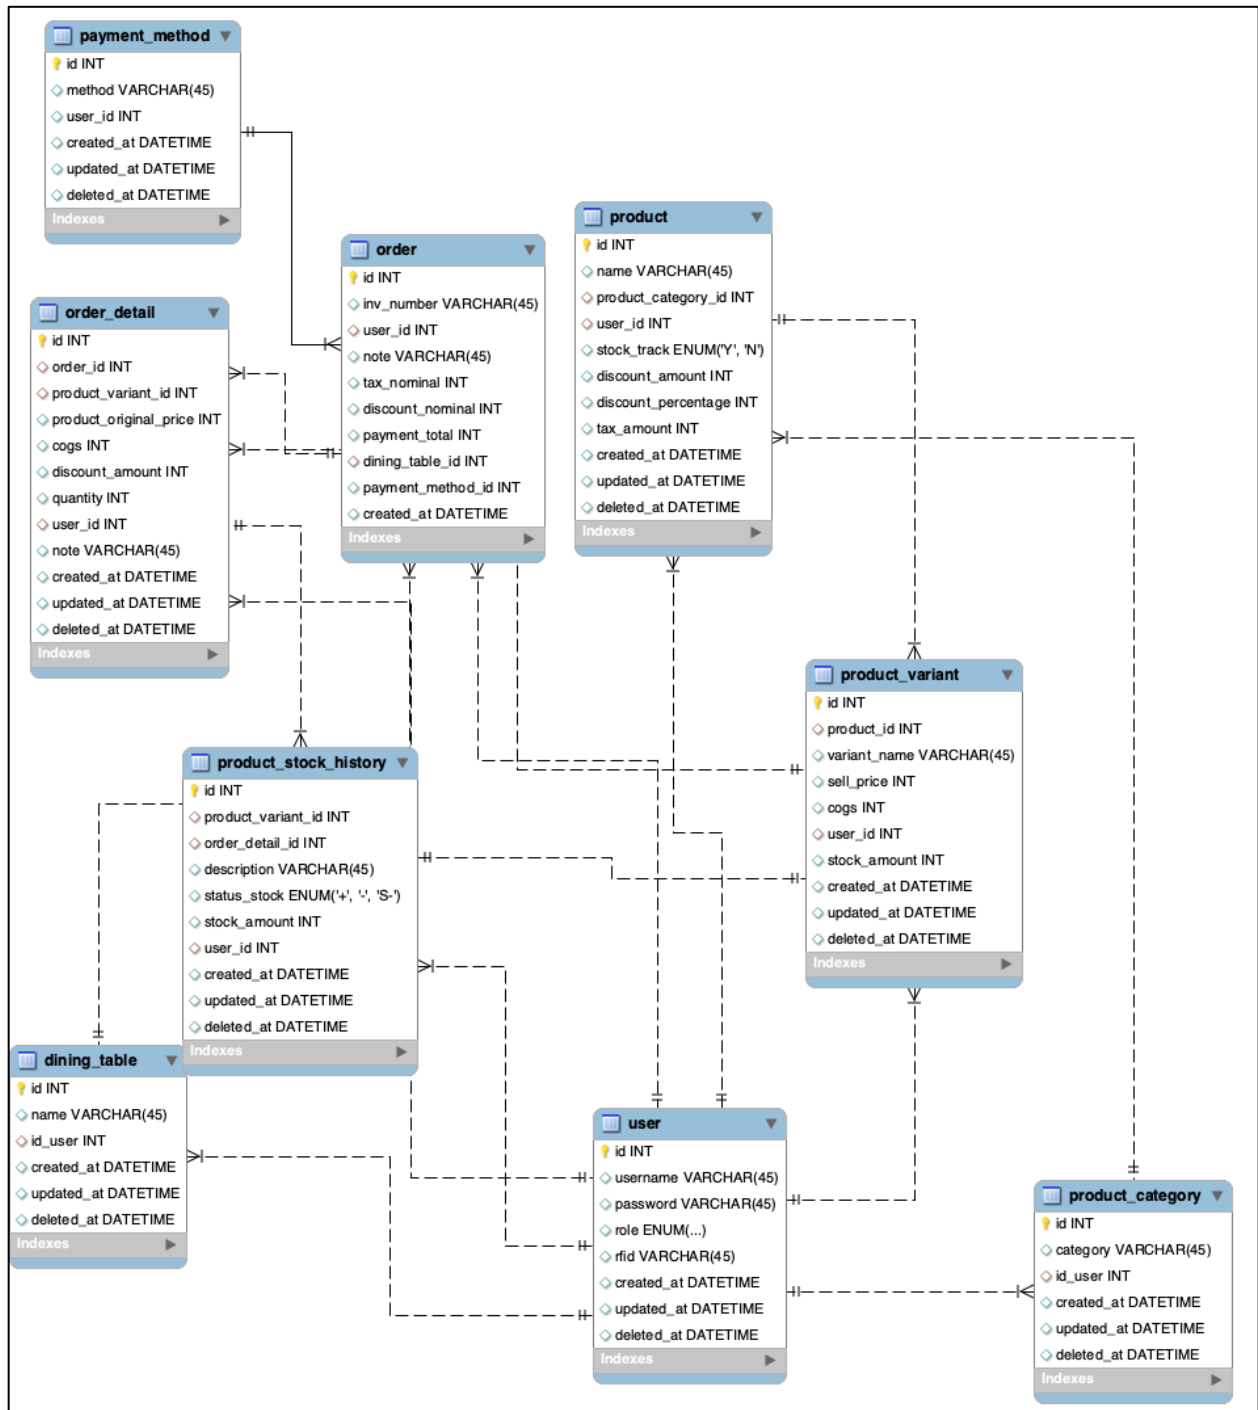 payment_method
id INT
method VARCHAR(45)
user_id INT
created_at DATETIME
updated_at DATETIME
deleted_at DATETIME
Indexes
order
id INT
inv_number VARCHAR(45)
user_id INT
note VARCHAR(45)
tax_nominal INT
discount_nominal INT
payment_total INT
dining_table_id INT
payment_method_id INT
created_at DATETIME
Indexes
product
id INT
name VARCHAR(45)
product_category_id INT
user_id INT
stock_track ENUM('Y', 'N')
discount_amount INT
discount_percentage INT
tax_amount INT
created_at DATETIME
updated_at DATETIME
deleted_at DATETIME
Indexes
order_detail
id INT
order_id INT
product_variant_id INT
product_original_price INT
cogs INT
discount_amount INT
quantity INT
user_id INT
note VARCHAR(45)
created_at DATETIME
updated_at DATETIME
deleted_at DATETIME
Indexes
product_variant
id INT
product_id INT
variant_name VARCHAR(45)
sell_price INT
cogs INT
user_id INT
stock_amount INT
created_at DATETIME
updated_at DATETIME
deleted_at DATETIME
Indexes
product_stock_history
id INT
product_variant_id INT
order_detail_id INT
description VARCHAR(45)
status_stock ENUM('+', '-', 'S-')
stock_amount INT
user_id INT
created_at DATETIME
updated_at DATETIME
deleted_at DATETIME
Indexes
dining_table
id INT
name VARCHAR(45)
id_user INT
created_at DATETIME
updated_at DATETIME
deleted_at DATETIME
Indexes
user
id INT
username VARCHAR(45)
password VARCHAR(45)
role ENUM(...)
rfid VARCHAR(45)
created_at DATETIME
updated_at DATETIME
deleted_at DATETIME
Indexes
product_category
id INT
category VARCHAR(45)
id_user INT
created_at DATETIME
updated_at DATETIME
deleted_at DATETIME
Indexes